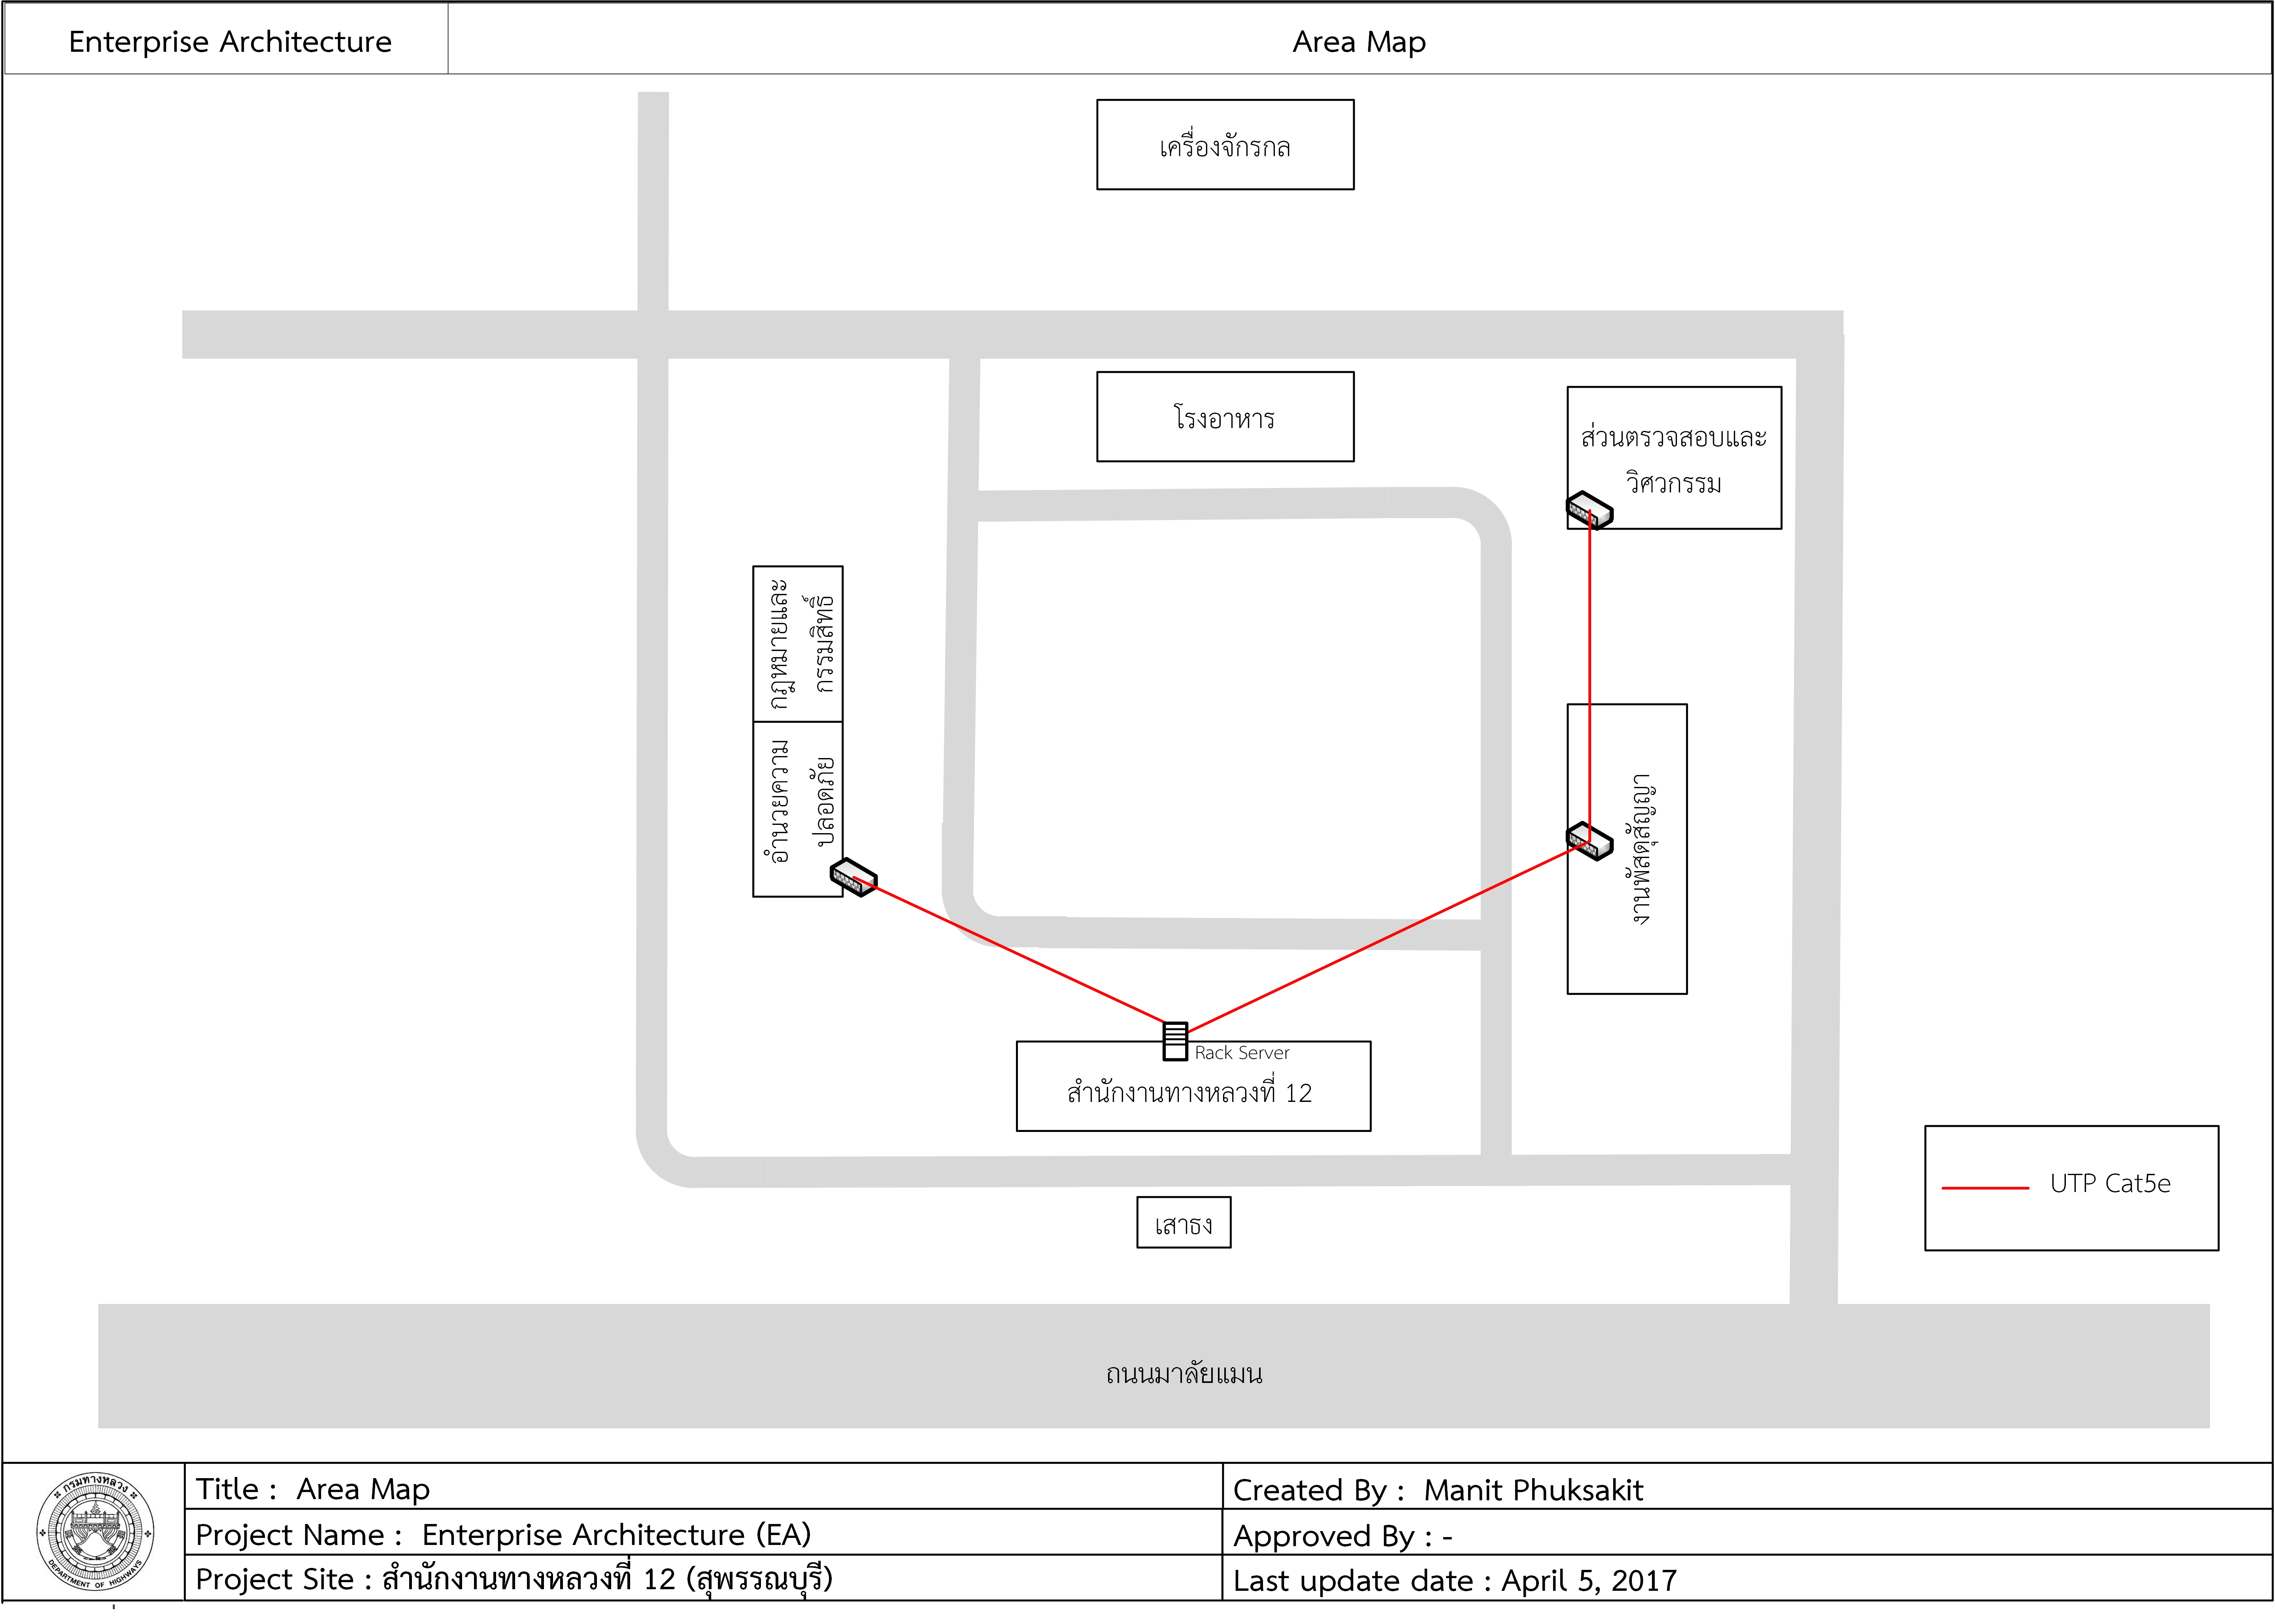 Enterprise Architecture
Area Map
เครื่องจักรกล
โรงอาหาร
ส่วนตรวจสอบและ
วิศวกรรม
กฎหมายและ
กรรมสิทธิ์
อำนวยความ
ปลอดภัย
งานพัสดุสัญญา
Rack Server
สำนักงานทางหลวงที่ 12
UTP Cat5e
เสาธง
ถนนมาลัยแมน
กรมทางหลวง
DEPARTMENT OF HIGHWAYS
Title : Area Map
Created By : Manit Phuksakit
Project Name : Enterprise Architecture (EA)
Approved By : -
Project Site : สำนักงานทางหลวงที่ 12 (สุพรรณบุรี)
Last update date : April 5, 2017